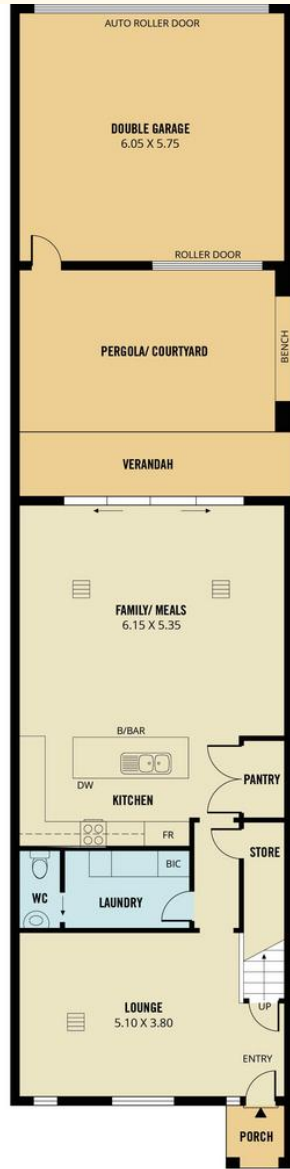 AUTO ROLLER DOOR
DOUBLE GARAGE
6.05 X 5.75
ROLLER DOOR
PERGOLA/ COURTYARD
BENCH
VERANDAH
FAMILY/ MEALS
6.15 X 5.35
B/BAR
DW
KITCHEN
PANTRY
FR
STORE
BIC
WC
LAUNDRY
LOUNGE
5.10 X 3.80
UP
ENTRY
PORCH